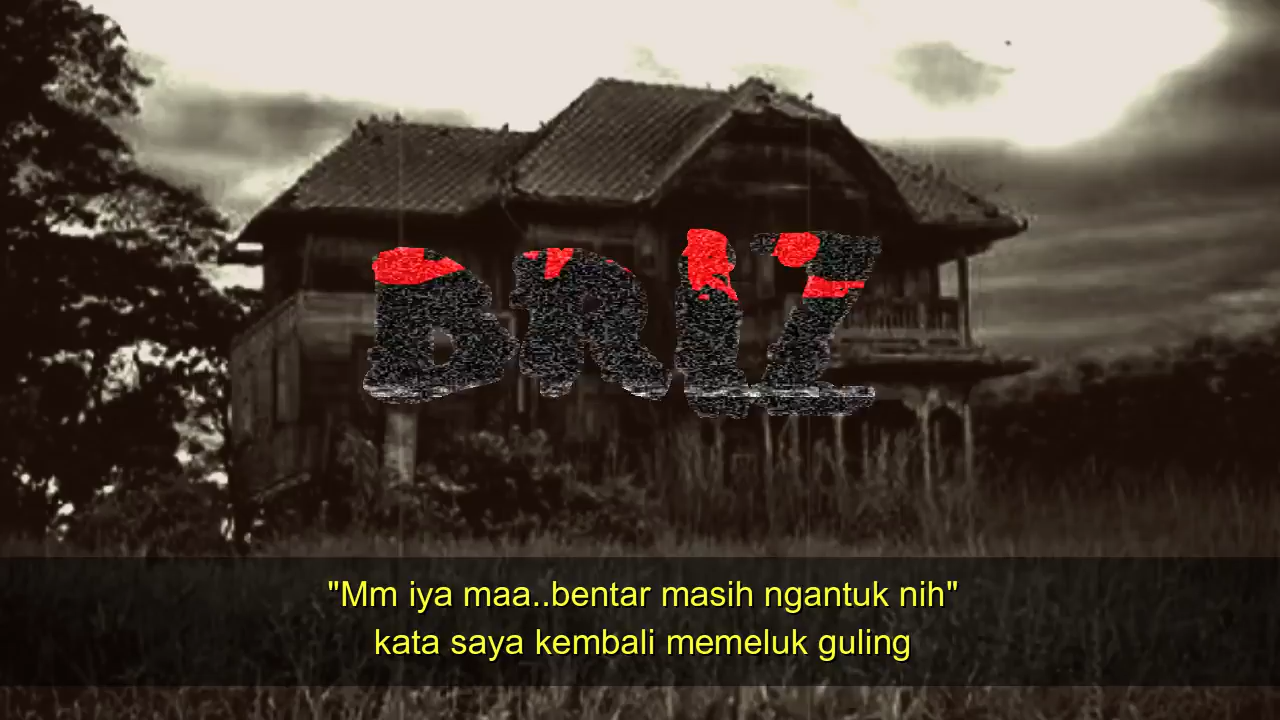 BRIZ
"Mm iya maa..bentar masih ngantuk nih"
kata saya kembali memeluk guling